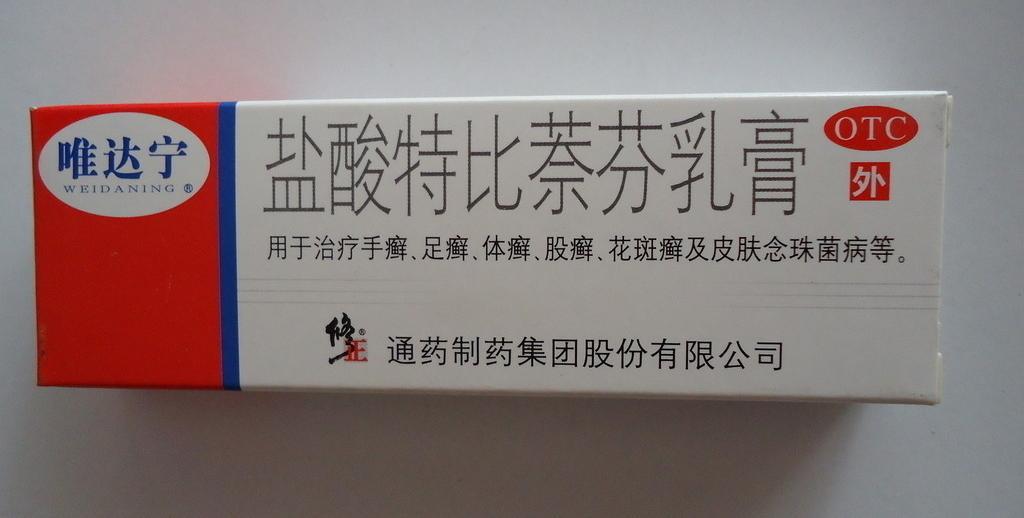 唯达宁
WEIDANING ®
盐酸特比萘芬乳膏
OTC
外
用于治疗手癣、足癣、体癣、股癣、花斑癣及皮肤念珠菌病等。
修正®
通药制药集团股份有限公司